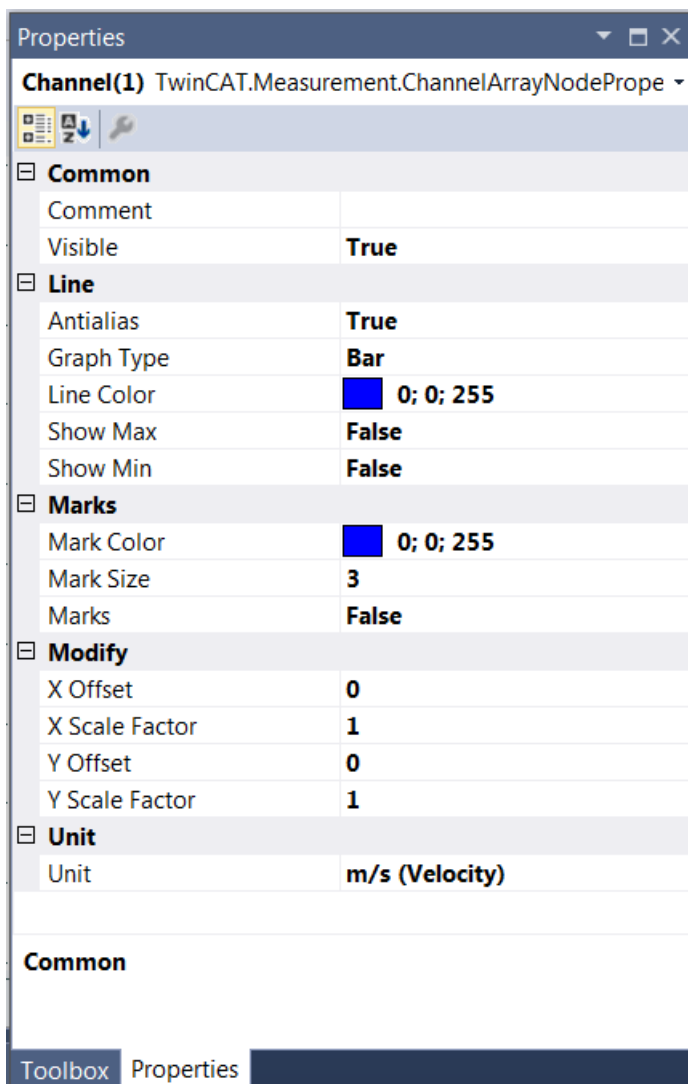 Properties
Channel(1) TwinCAT.Measurement.ChannelArrayNodePrope
Common
Comment
Visible True
Line
Antialias True
Graph Type Bar
Line Color 0; 0; 255
Show Max False
Show Min False
Marks
Mark Color 0; 0; 255
Mark Size 3
Marks False
Modify
X Offset 0
X Scale Factor 1
Y Offset 0
Y Scale Factor 1
Unit
Unit m/s (Velocity)
Common
Toolbox Properties